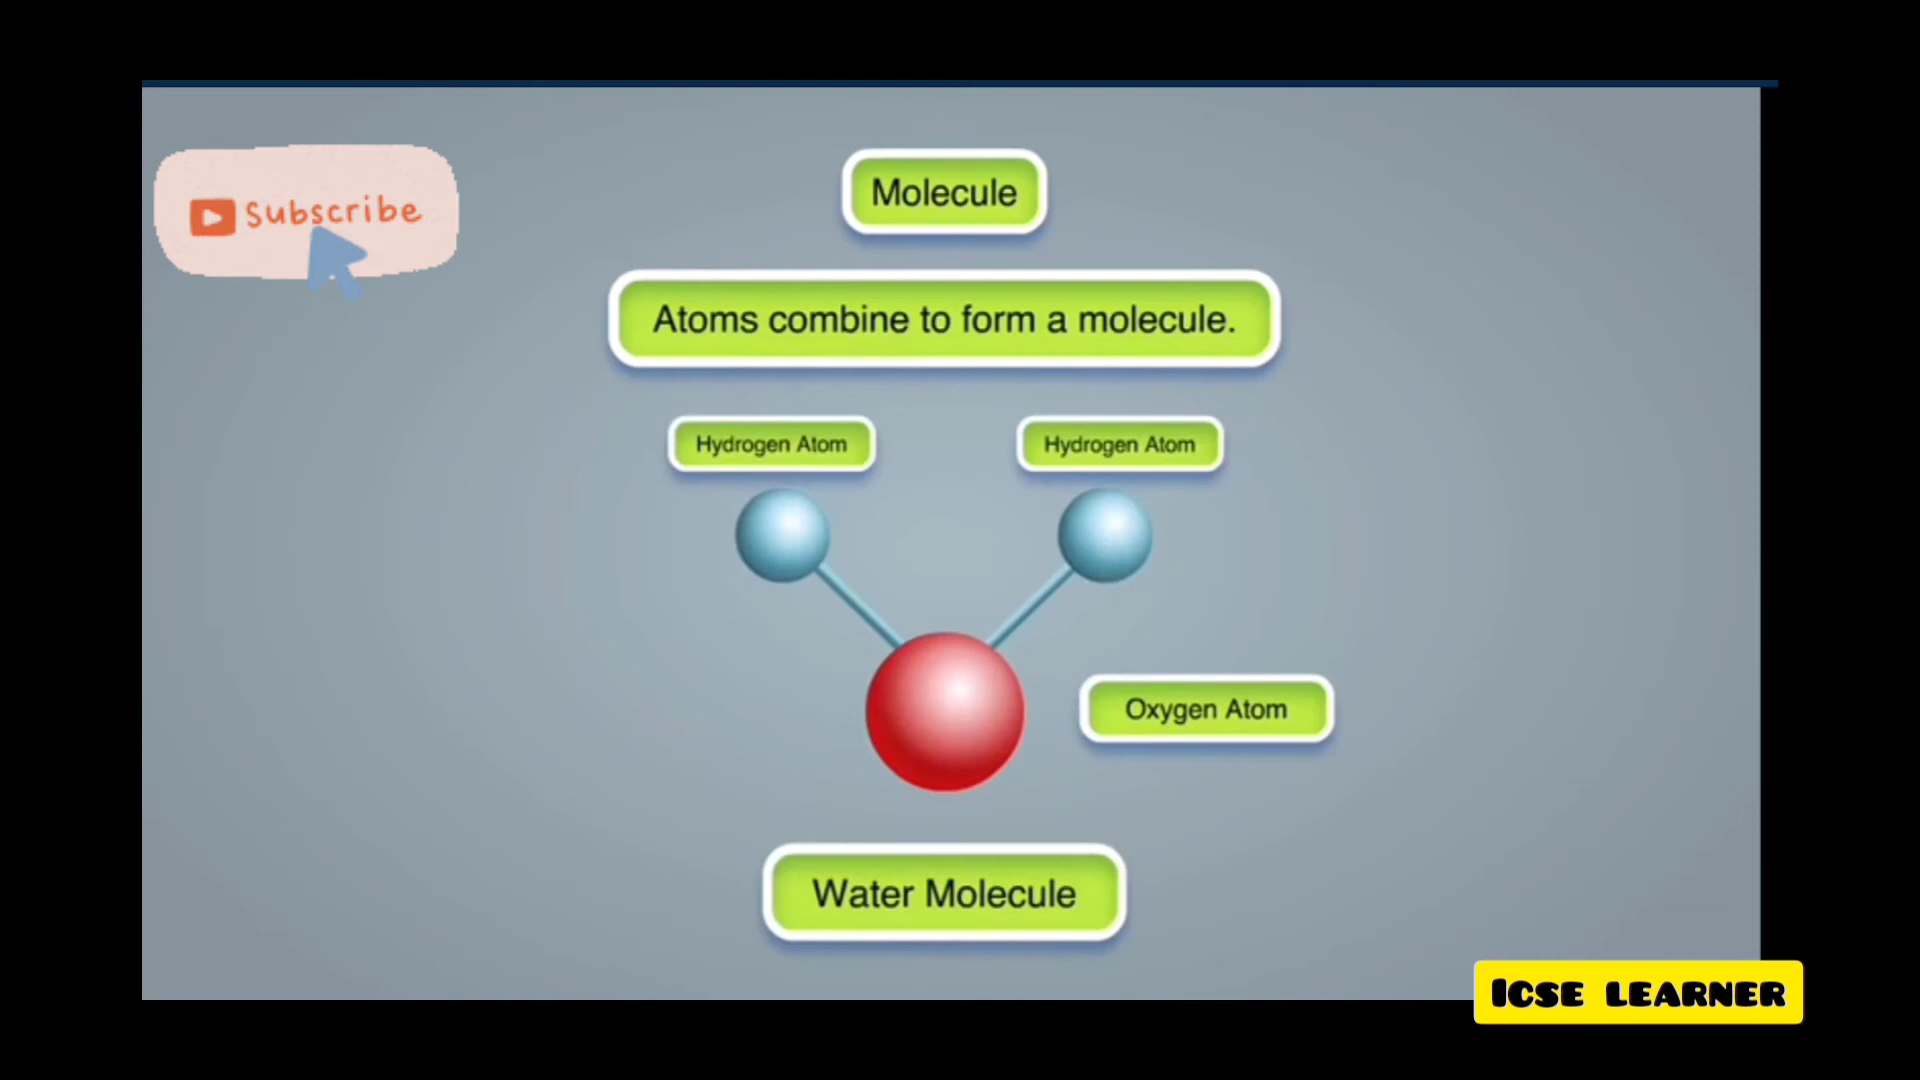 Subscribe
Molecule
Atoms combine to form a molecule.
Hydrogen Atom
Hydrogen Atom
Oxygen Atom
Water Molecule
ICSE LEARNER